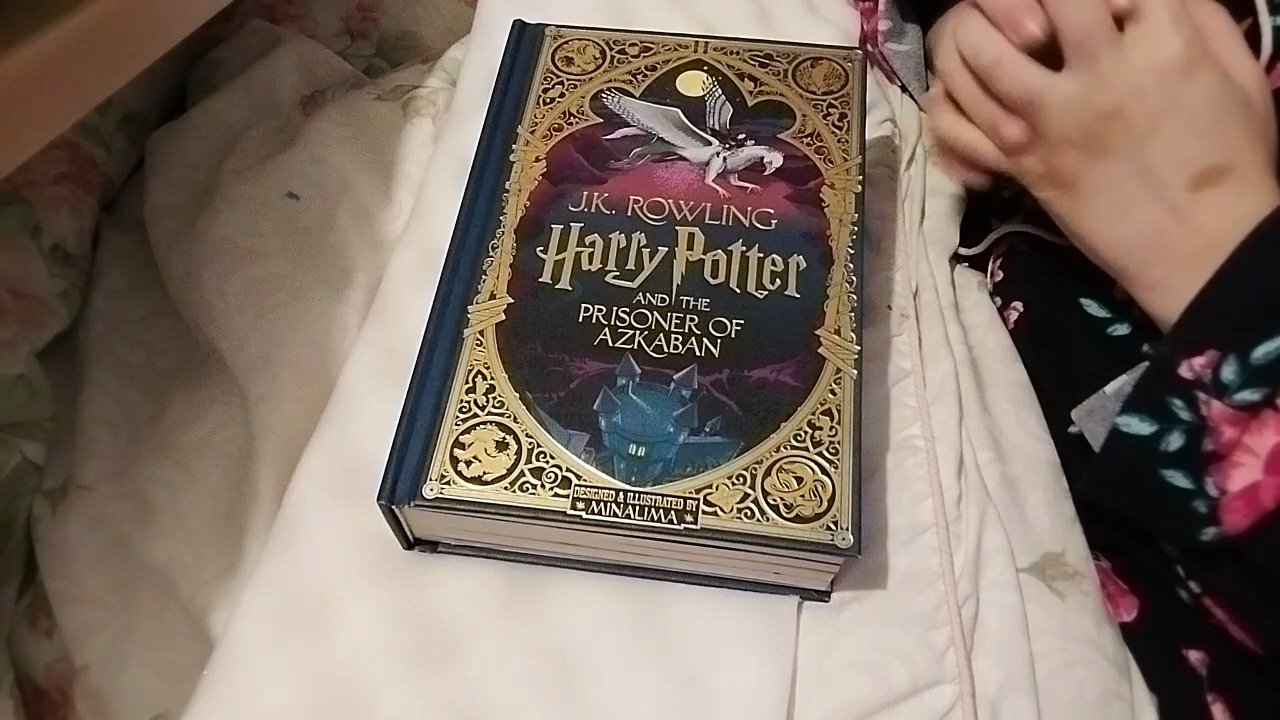 J.K. ROWLING
Harry Potter
AND THE
PRISONER OF
AZKABAN
DESIGNED & ILLUSTRATED BY
MINALIMA